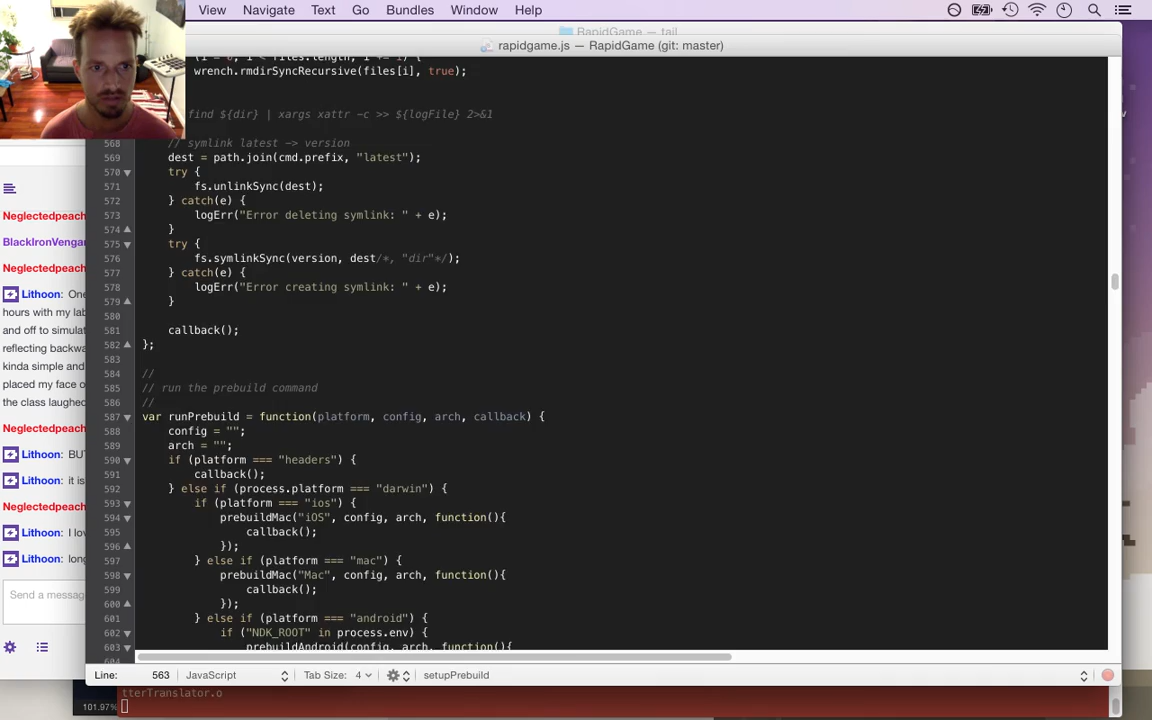 View Navigate Text Go Bundles Window Help
RapidGame — tail
rapidgame.js — RapidGame (git: master)
wrench.rmdirSyncRecursive(files[i], true);
find ${dir} | xargs xattr -c >> ${logFile} 2>&1
568 // symlink latest -> version
569 dest = path.join(cmd.prefix, "latest");
570 try {
571 fs.unlinkSync(dest);
572 } catch(e) {
573 logErr("Error deleting symlink: " + e);
574 }
575 try {
576 fs.symlinkSync(version, dest/*, "dir"*/);
577 } catch(e) {
578 logErr("Error creating symlink: " + e);
579 }
580
581 callback();
582 };
583
584 //
585 // run the prebuild command
586 //
587 var runPrebuild = function(platform, config, arch, callback) {
588 config = "";
589 arch = "";
590 if (platform === "headers") {
591 callback();
592 } else if (process.platform === "darwin") {
593 if (platform === "ios") {
594 prebuildMac("iOS", config, arch, function(){
595 callback();
596 });
597 } else if (platform === "mac") {
598 prebuildMac("Mac", config, arch, function(){
599 callback();
600 });
601 } else if (platform === "android") {
602 if ("NDK_ROOT" in process.env) {
603 prebuildAndroid(config, arch, function(){
604
Line: 563 JavaScript Tab Size: 4 setupPrebuild
Neglectedpeach
BlackIronVengar
Neglectedpeach
Lithoon: One
hours with my lab
and off to simulat
reflecting backwa
kinda simple and
placed my face o
the class laughed
Neglectedpeach
Lithoon: BU
Lithoon: it is
Neglectedpeach
Lithoon: I lov
Lithoon: long
Send a messag
tterTranslator.o
101.97%